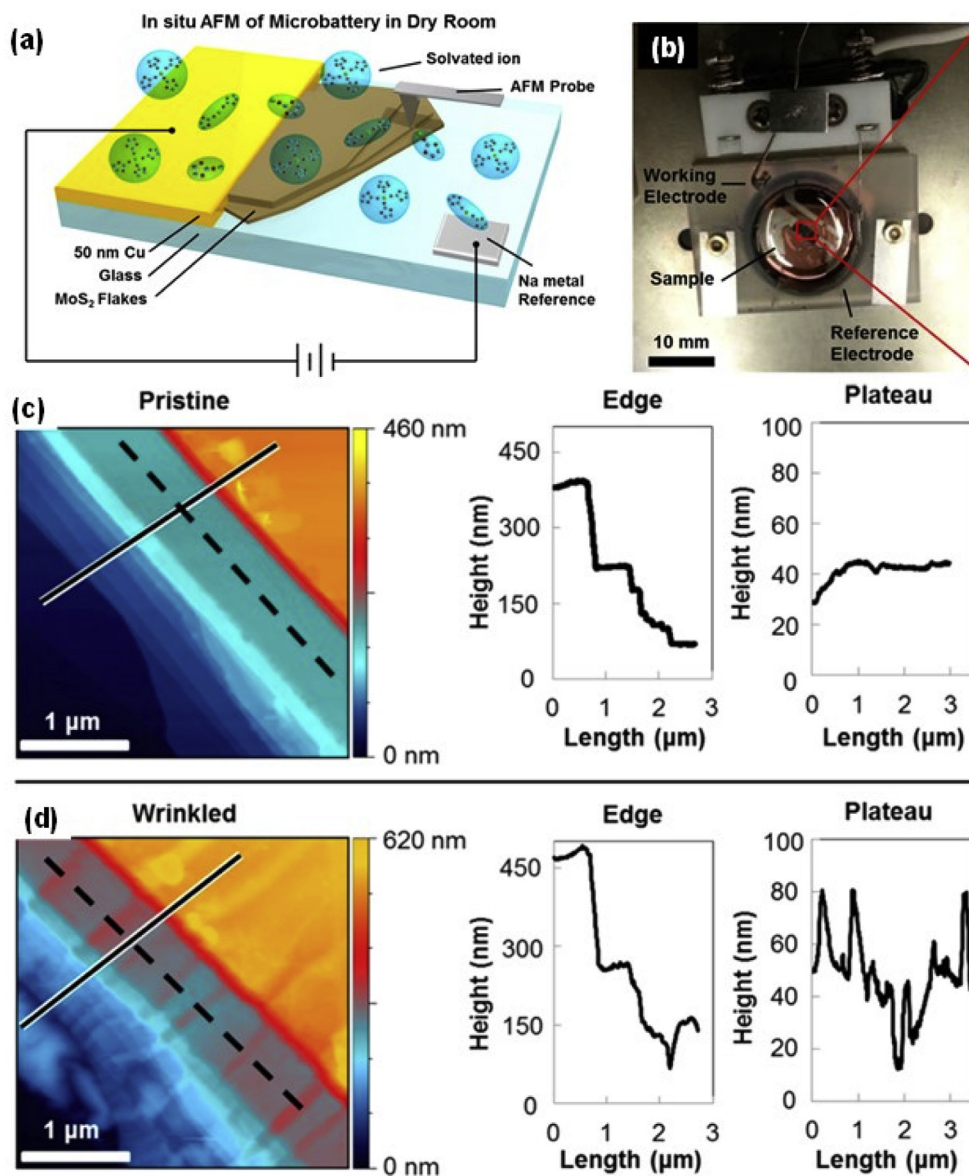 (a)
In situ AFM of Microbattery in Dry Room
Solvated ion
AFM Probe
50 nm Cu
Glass
MoS₂ Flakes
Na metal
Reference
(b)
Working
Electrode
Sample
Reference
Electrode
10 mm
(c)
Pristine
460 nm
0 nm
1 μm
Edge
Height (nm)
450
300
150
0
0 1 2 3
Length (μm)
Plateau
Height (nm)
100
80
60
40
20
0
0 1 2 3
Length (μm)
(d)
Wrinkled
620 nm
0 nm
1 μm
Edge
Height (nm)
450
300
150
0
0 1 2 3
Length (μm)
Plateau
Height (nm)
100
80
60
40
20
0
0 1 2 3
Length (μm)